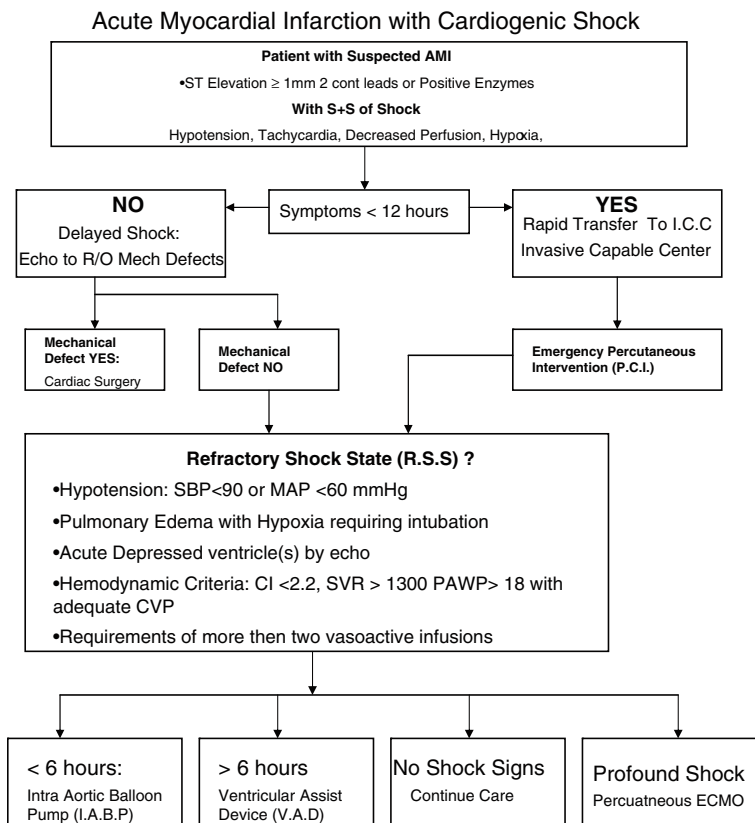 Acute Myocardial Infarction with Cardiogenic Shock
Patient with Suspected AMI
•ST Elevation ≥ 1mm 2 cont leads or Positive Enzymes
With S+S of Shock
Hypotension, Tachycardia, Decreased Perfusion, Hypoxia,
NO
Delayed Shock:
Echo to R/O Mech Defects
Symptoms < 12 hours
YES
Rapid Transfer To I.C.C
Invasive Capable Center
Mechanical
Defect YES:
Cardiac Surgery
Mechanical
Defect NO
Emergency Percutaneous
Intervention (P.C.I.)
Refractory Shock State (R.S.S) ?
•Hypotension: SBP<90 or MAP <60 mmHg
•Pulmonary Edema with Hypoxia requiring intubation
•Acute Depressed ventricle(s) by echo
•Hemodynamic Criteria: CI <2.2, SVR > 1300 PAWP> 18 with
adequate CVP
•Requirements of more then two vasoactive infusions
< 6 hours:
Intra Aortic Balloon
Pump (I.A.B.P)
> 6 hours
Ventricular Assist
Device (V.A.D)
No Shock Signs
Continue Care
Profound Shock
Percuatneous ECMO